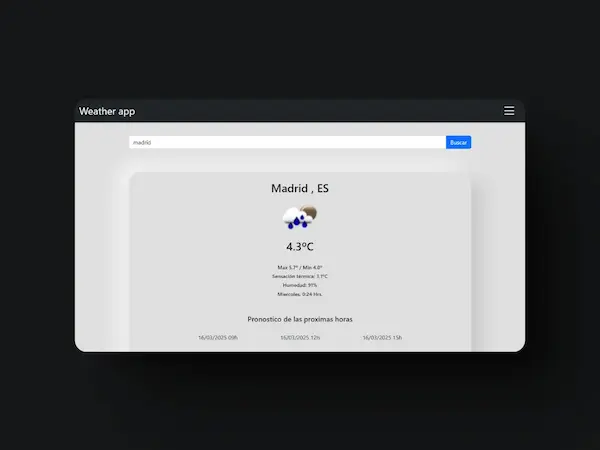 Weather app
madrid
Buscar
Madrid , ES
4.3ºC
Max 5.7º / Min 4.0º
Sensación térmica: 3.1ºC
Humedad: 91%
Miercoles: 0:24 Hrs.
Pronostico de las proximas horas
16/03/2025 09h
16/03/2025 12h
16/03/2025 15h